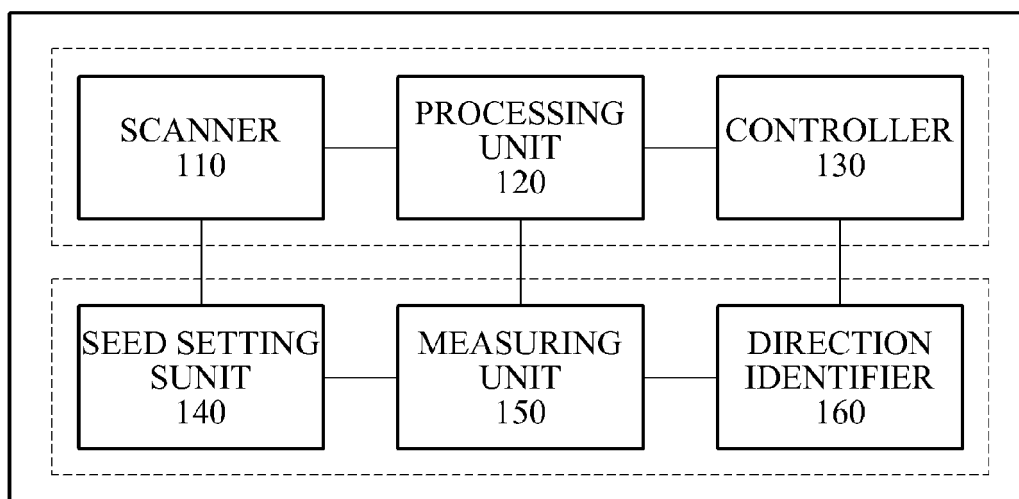 SCANNER
110
PROCESSING
UNIT
120
CONTROLLER
130
SEED SETTING
SUNIT
140
MEASURING
UNIT
150
DIRECTION
IDENTIFIER
160